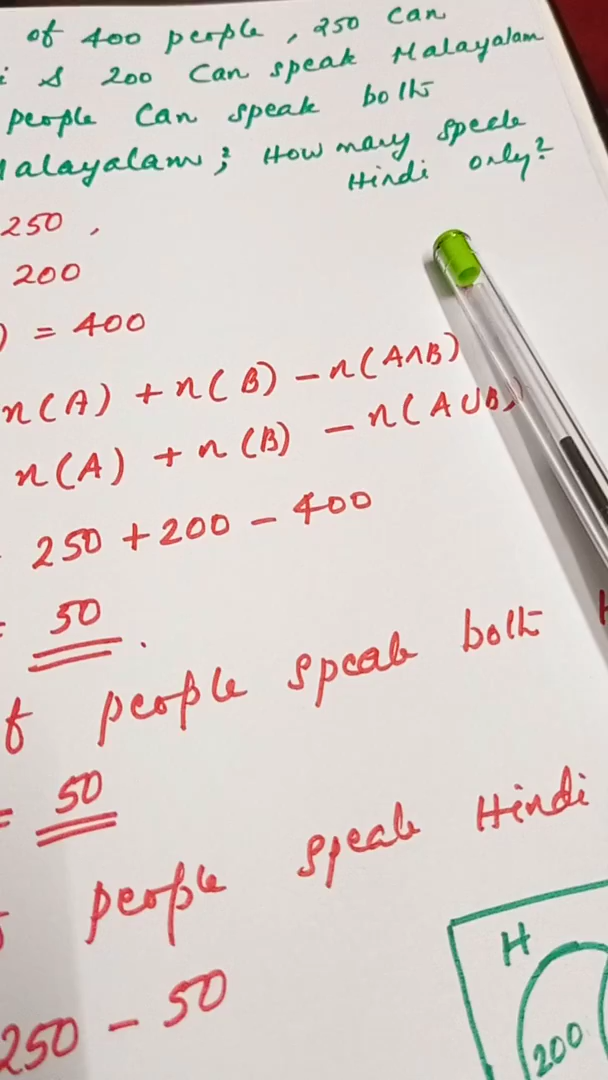 of 400 people, 250 can
i & 200 Can speak Malayalam
people Can speak both
alayalam; How many speak
Hindi only?
250,
200
) = 400
n(A) + n(B) - n(A∩B)
n(A) + n(B) - n(A∪B)
250 + 200 - 400
= 50.
f people speak both H
= 50
people speak Hindi
250 - 50
H
200